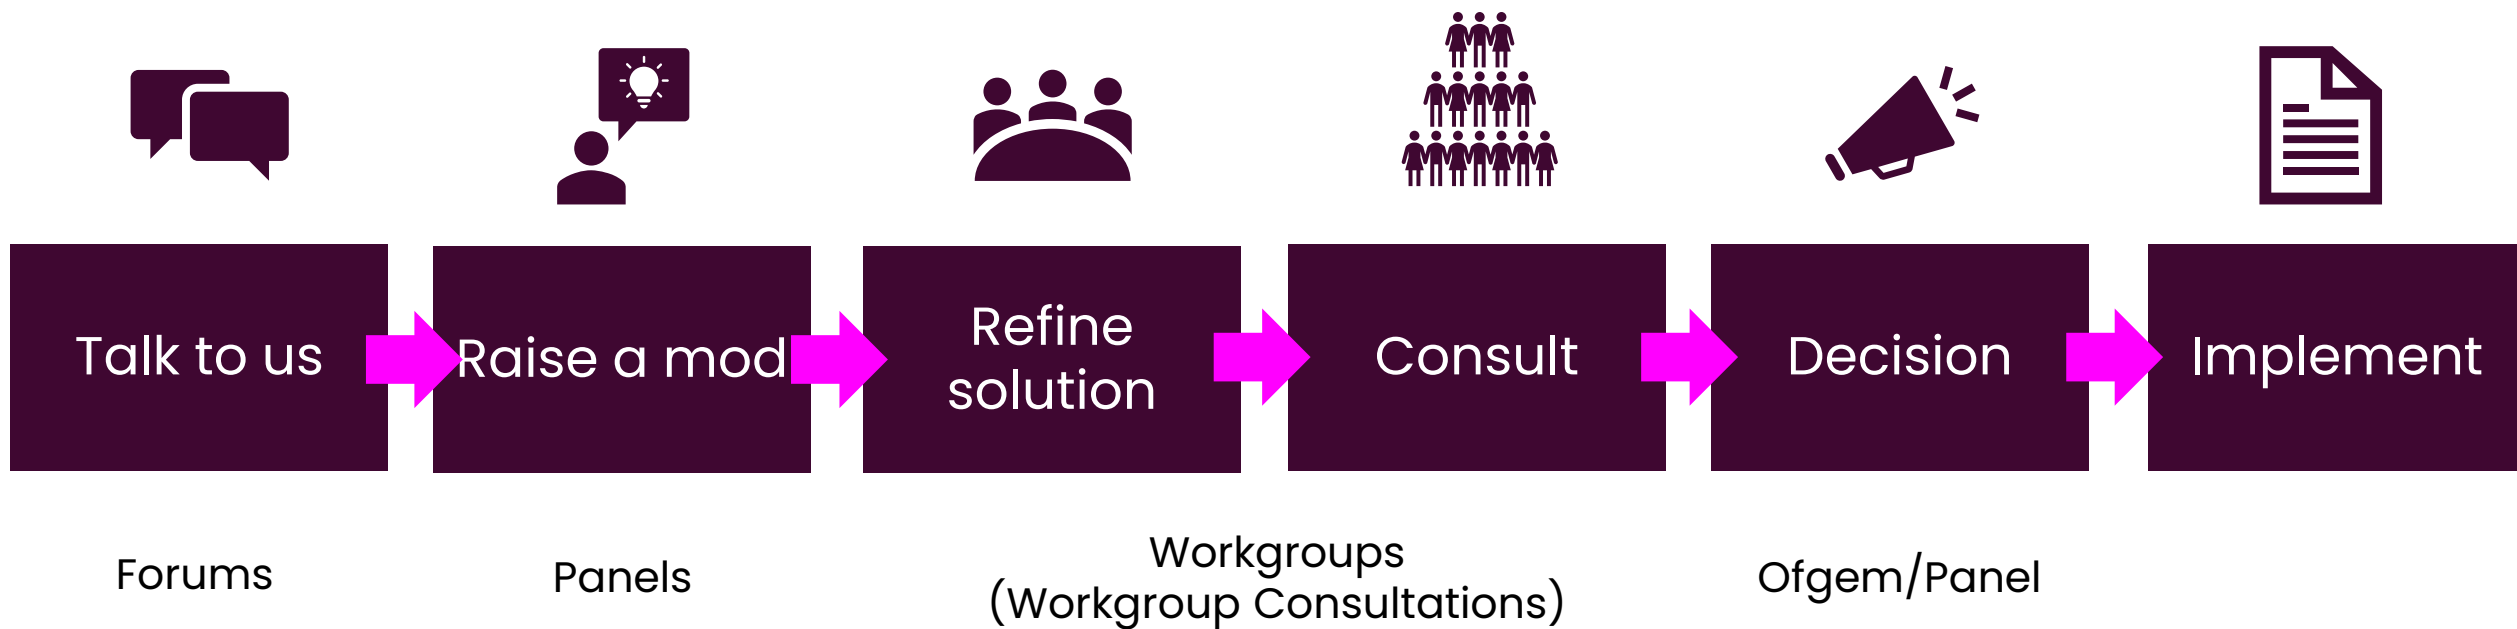 Talk to us
Raise a mod
Refine
solution
Consult
Decision
Implement
Forums
Panels
Workgroups
(Workgroup Consultations)
Ofgem/Panel